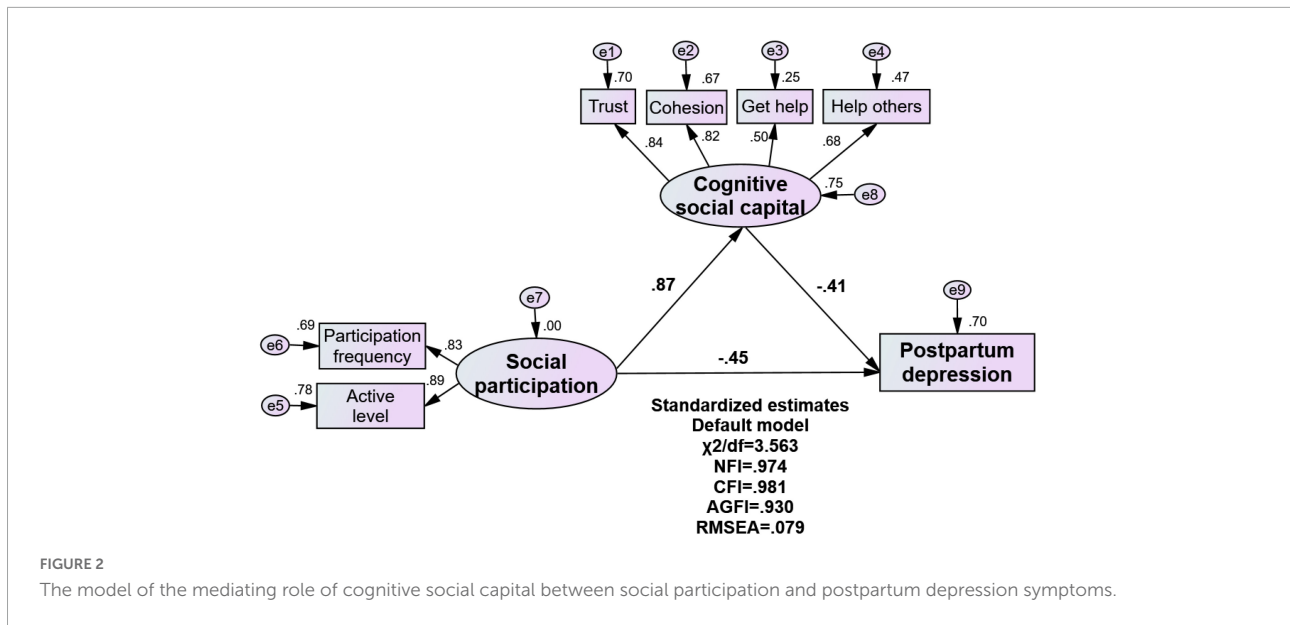 e1
e2
e3
e4
.70
.67
.25
.47
Trust
Cohesion
Get help
Help others
.84
.82
.50
.68
Cognitive
social capital
.75
e8
.87
-.41
e7
.00
e9
.70
e6
.69
Participation
frequency
.83
Social
participation
-.45
Postpartum
depression
e5
.78
Active
level
.89
Standardized estimates
Default model
χ2/df=3.563
NFI=.974
CFI=.981
AGFI=.930
RMSEA=.079
FIGURE 2
The model of the mediating role of cognitive social capital between social participation and postpartum depression symptoms.